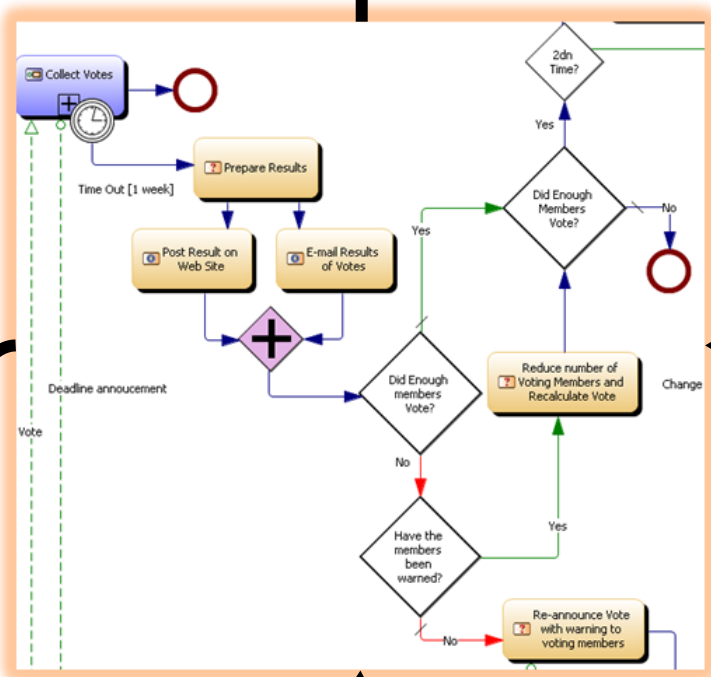 Collect Votes
2dn
Time?
Yes
Prepare Results
Time Out [1 week]
Did Enough
Members
Vote?
No
Yes
Post Result on
Web Site
E-mail Results
of Votes
Deadline annoucement
Did Enough
members
Vote?
Reduce number of
Voting Members and
Recalculate Vote
Change
Vote
No
Have the
members
been
warned?
Yes
Re-announce Vote
with warning to
voting members
No